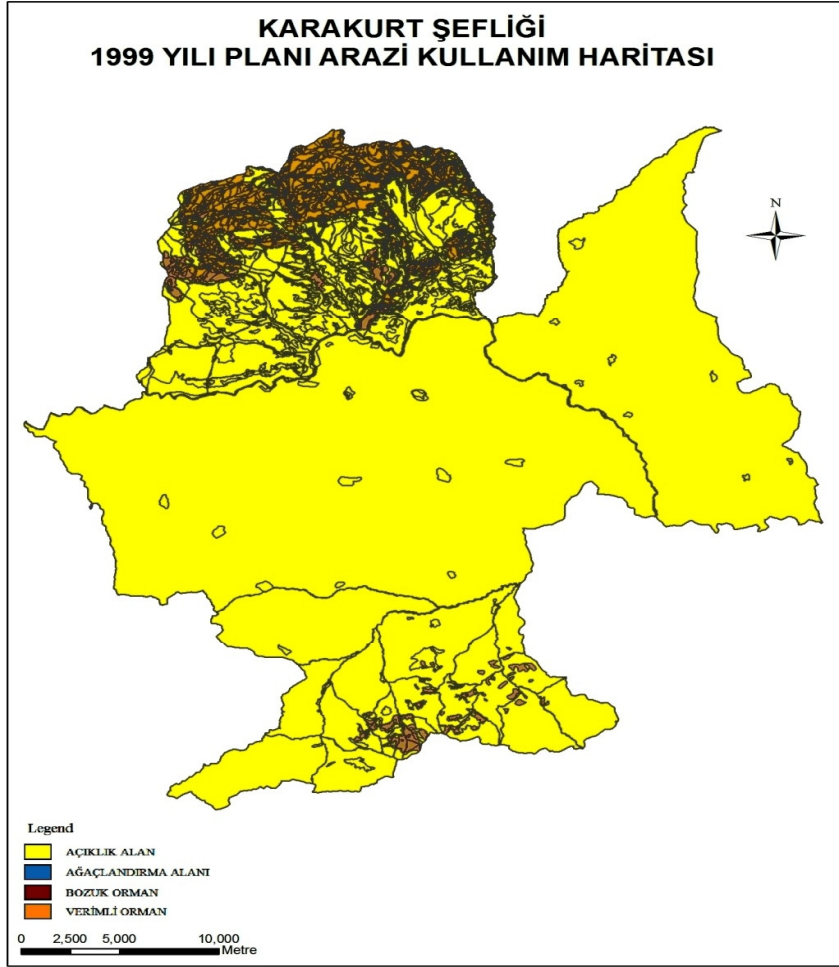 KARAKURT ŞEFLİĞİ
1999 YILI PLANI ARAZİ KULLANIM HARİTASI
N
Legend
AÇIKLIK ALAN
AĞAÇLANDIRMA ALANI
BOZUK ORMAN
VERİMLİ ORMAN
0 2,500 5,000 10,000
Metre